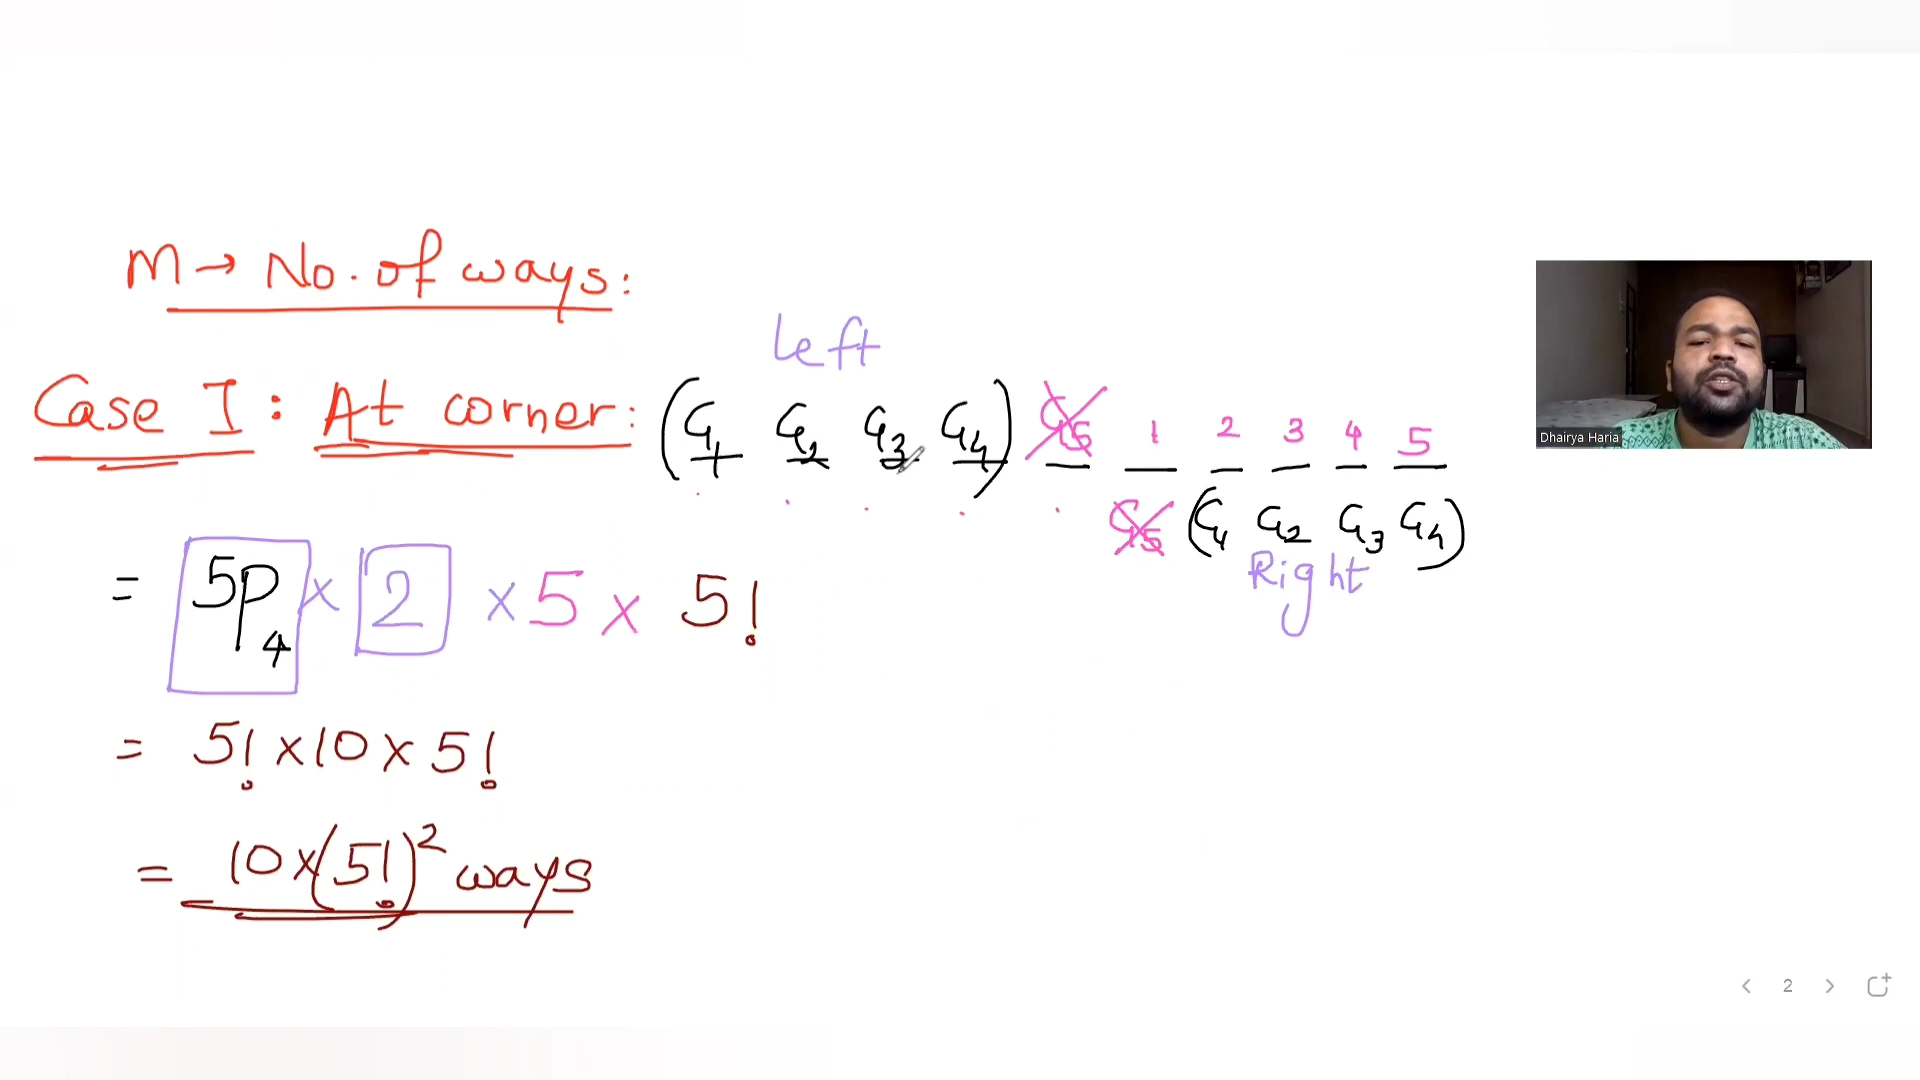 M → No. of ways:
Left
Case I : At corner: (G1 G2 G3 G4) G5 1 2 3 4 5
G5 (G1 G2 G3 G4)
Right
= 5P4 × 2 × 5 × 5!
= 5! × 10 × 5!
= 10 × (5!)² ways
Dhairya Haria
2